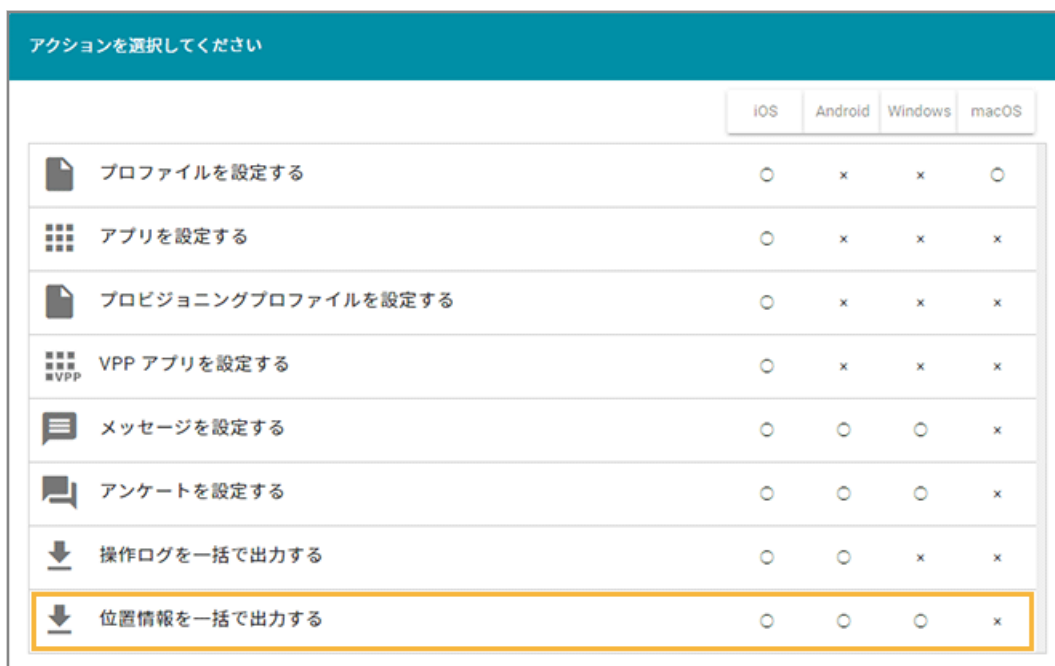 アクションを選択してください
iOS Android Windows macOS
プロファイルを設定する ○ × × ○
アプリを設定する ○ × × ×
プロビジョニングプロファイルを設定する ○ × × ×
VPP VPP アプリを設定する ○ × × ×
メッセージを設定する ○ ○ ○ ×
アンケートを設定する ○ ○ ○ ×
操作ログを一括で出力する ○ ○ × ×
位置情報を一括で出力する ○ ○ ○ ×